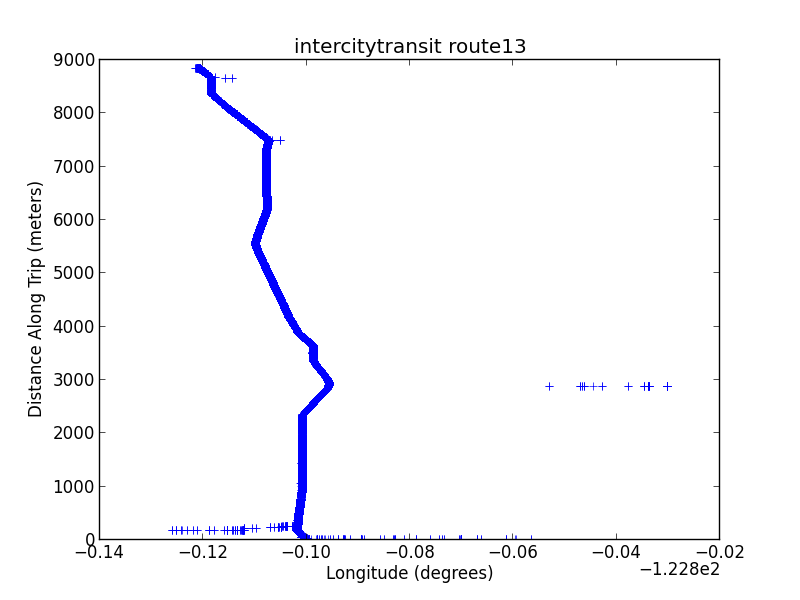 intercitytransit route13
9000
8000
7000
6000
5000
4000
3000
2000
1000
0
Distance Along Trip (meters)
−0.14 −0.12 −0.10 −0.08 −0.06 −0.04 −0.02
−1.228e2
Longitude (degrees)